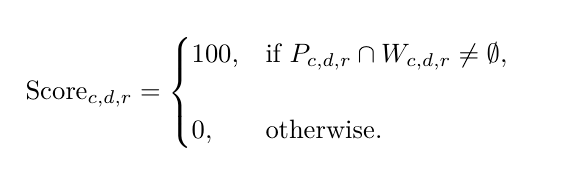 Score_{c,d,r} = { 100, if P_{c,d,r} ∩ W_{c,d,r} ≠ ∅,
0, otherwise.